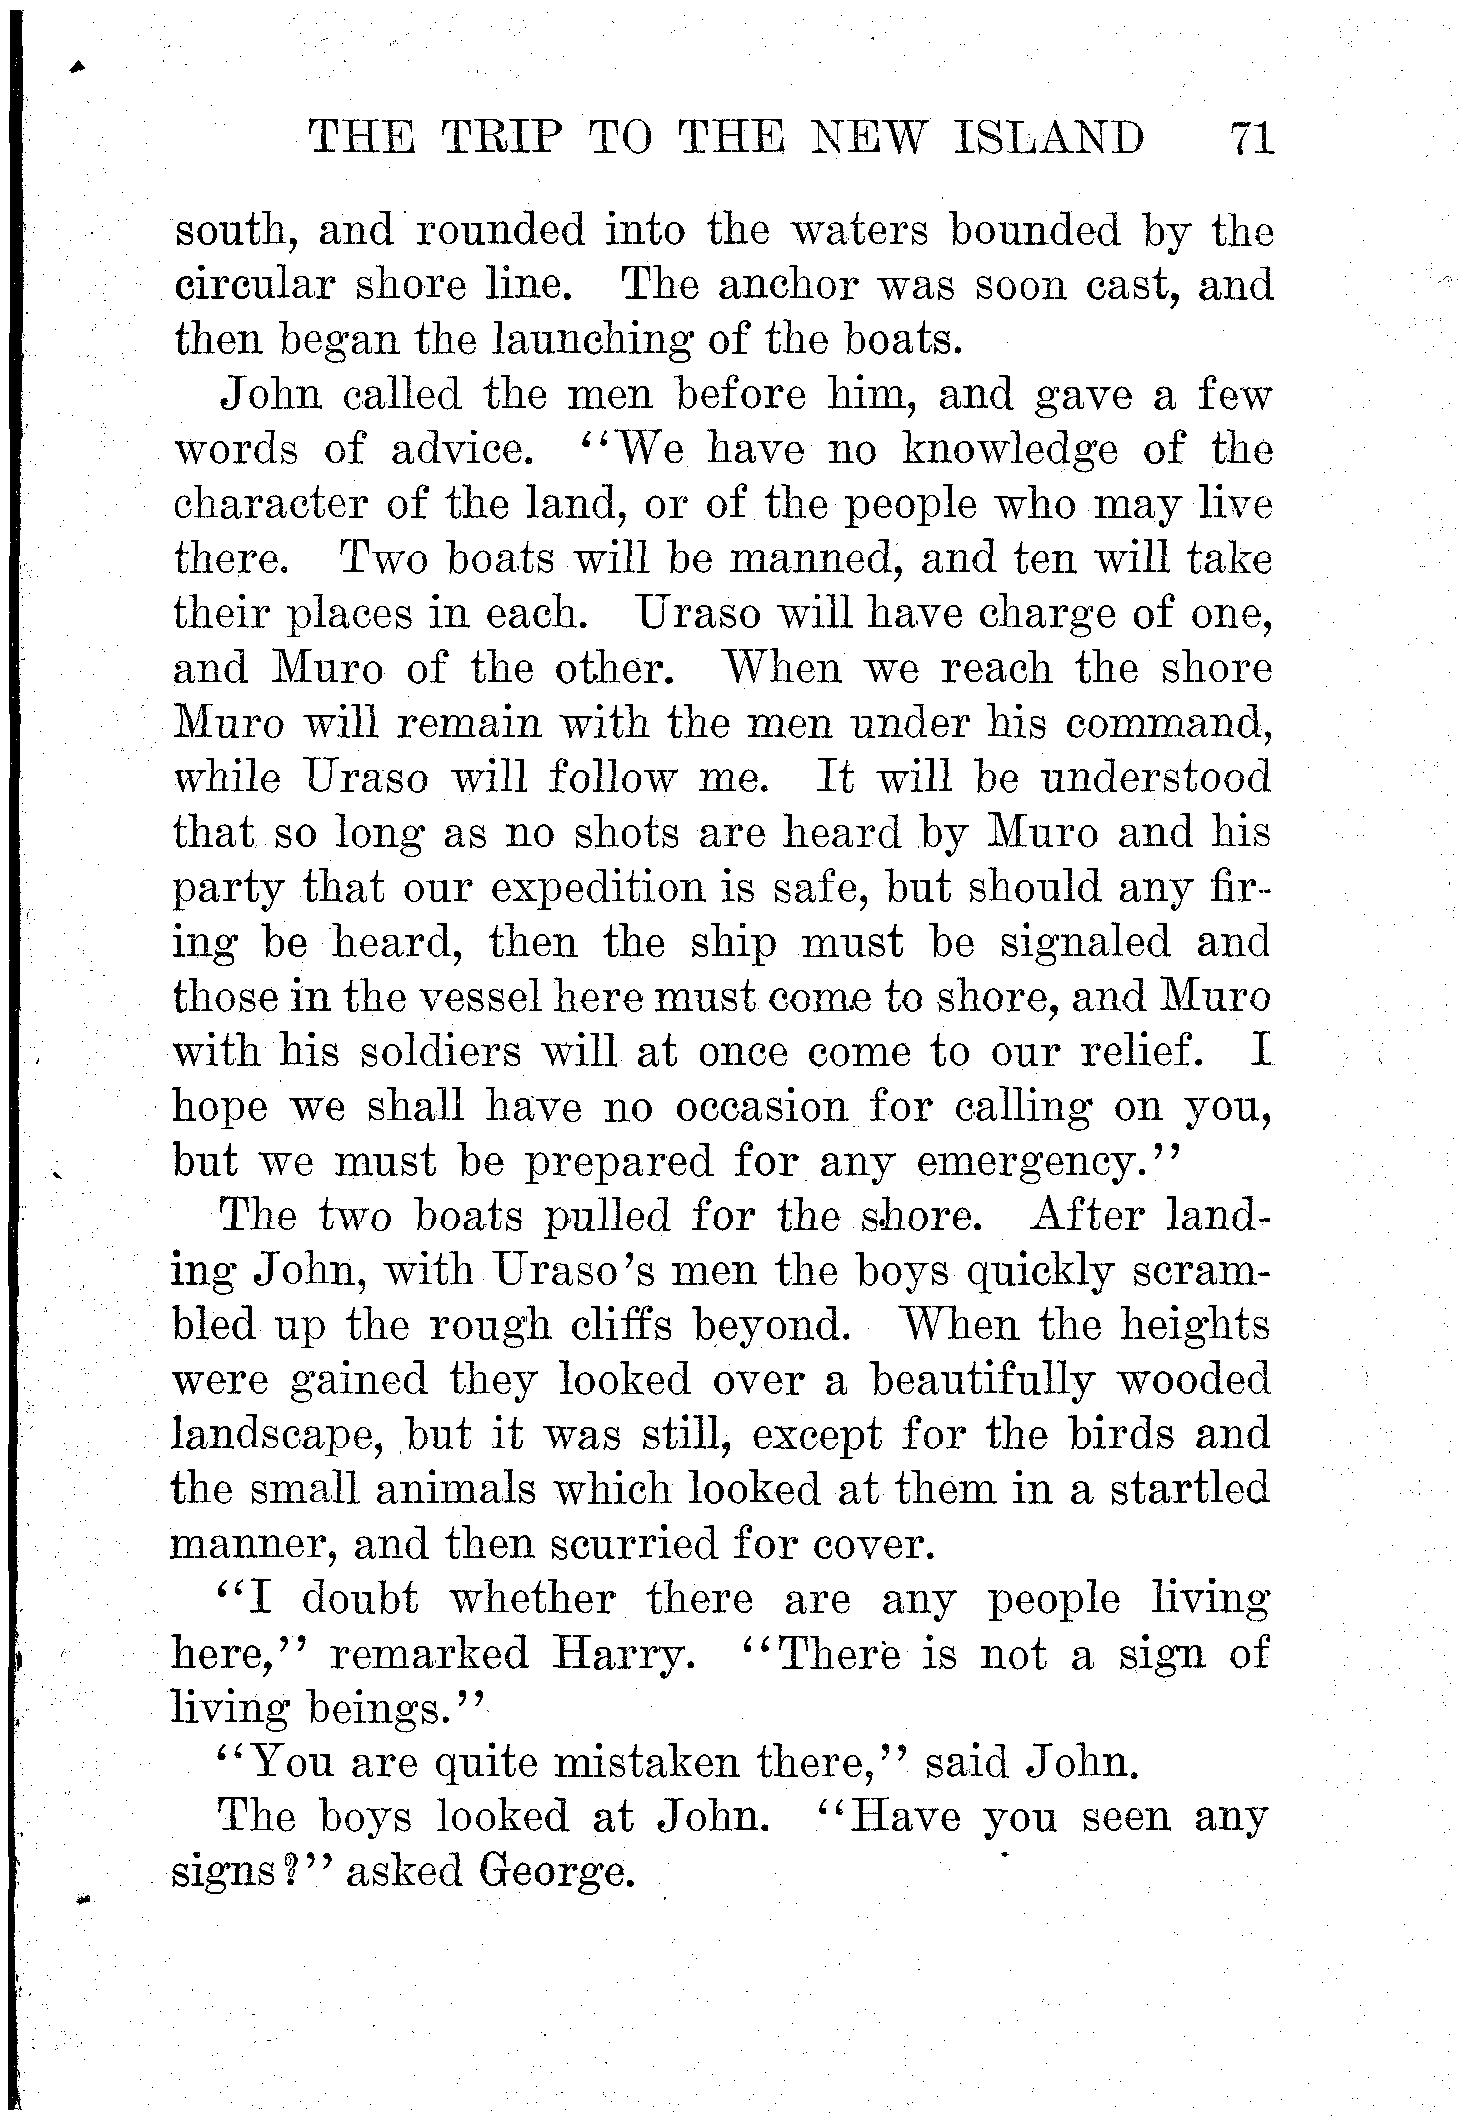 THE TRIP TO THE NEW ISLAND 71
south, and rounded into the waters bounded by the
circular shore line. The anchor was soon cast, and
then began the launching of the boats.
John called the men before him, and gave a few
words of advice. "We have no knowledge of the
character of the land, or of the people who may live
there. Two boats will be manned, and ten will take
their places in each. Uraso will have charge of one,
and Muro of the other. When we reach the shore
Muro will remain with the men under his command,
while Uraso will follow me. It will be understood
that so long as no shots are heard by Muro and his
party that our expedition is safe, but should any fir-
ing be heard, then the ship must be signaled and
those in the vessel here must come to shore, and Muro
with his soldiers will at once come to our relief. I
hope we shall have no occasion for calling on you,
but we must be prepared for any emergency."
The two boats pulled for the shore. After land-
ing John, with Uraso's men the boys quickly scram-
bled up the rough cliffs beyond. When the heights
were gained they looked over a beautifully wooded
landscape, but it was still, except for the birds and
the small animals which looked at them in a startled
manner, and then scurried for cover.
"I doubt whether there are any people living
here," remarked Harry. "There is not a sign of
living beings."
"You are quite mistaken there," said John.
The boys looked at John. "Have you seen any
signs?" asked George.